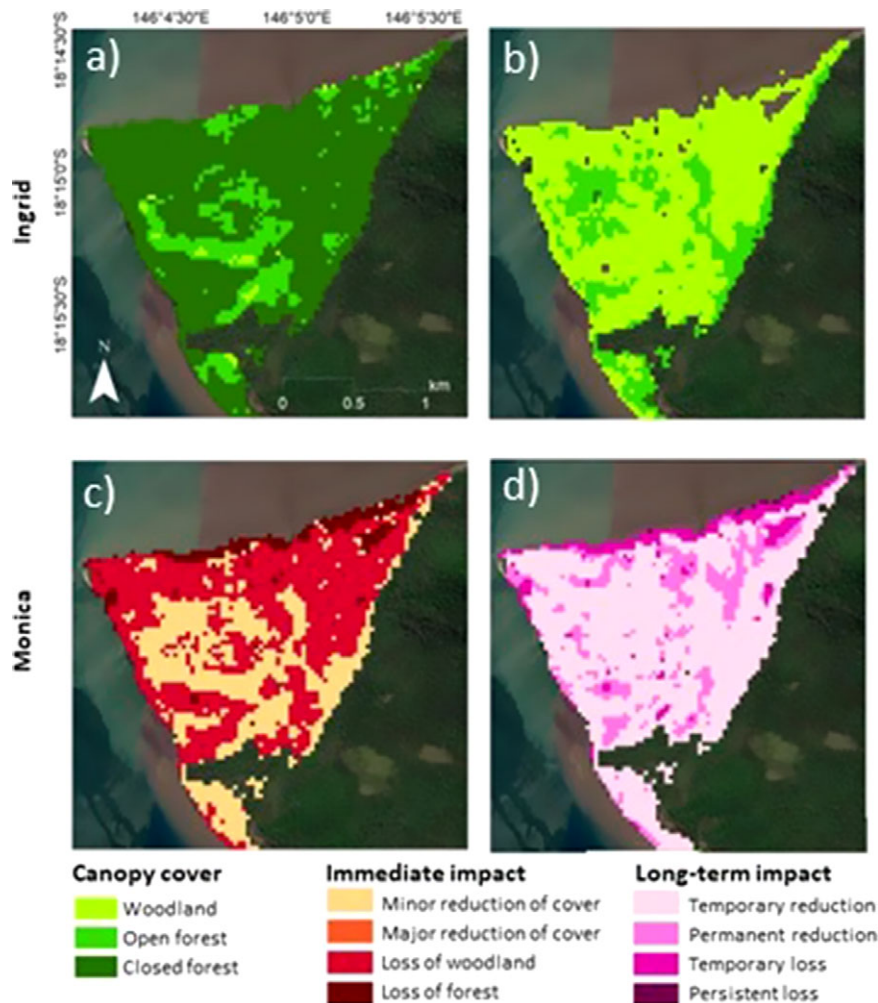 146°4'30"E 146°5'0"E 146°5'30"E
18°14'30"S
18°15'0"S
18°15'30"S
Ingrid
a)
b)
N
km
0 0.5 1
Monica
c)
d)
Canopy cover
Woodland
Open forest
Closed forest
Immediate impact
Minor reduction of cover
Major reduction of cover
Loss of woodland
Loss of forest
Long-term impact
Temporary reduction
Permanent reduction
Temporary loss
Persistent loss